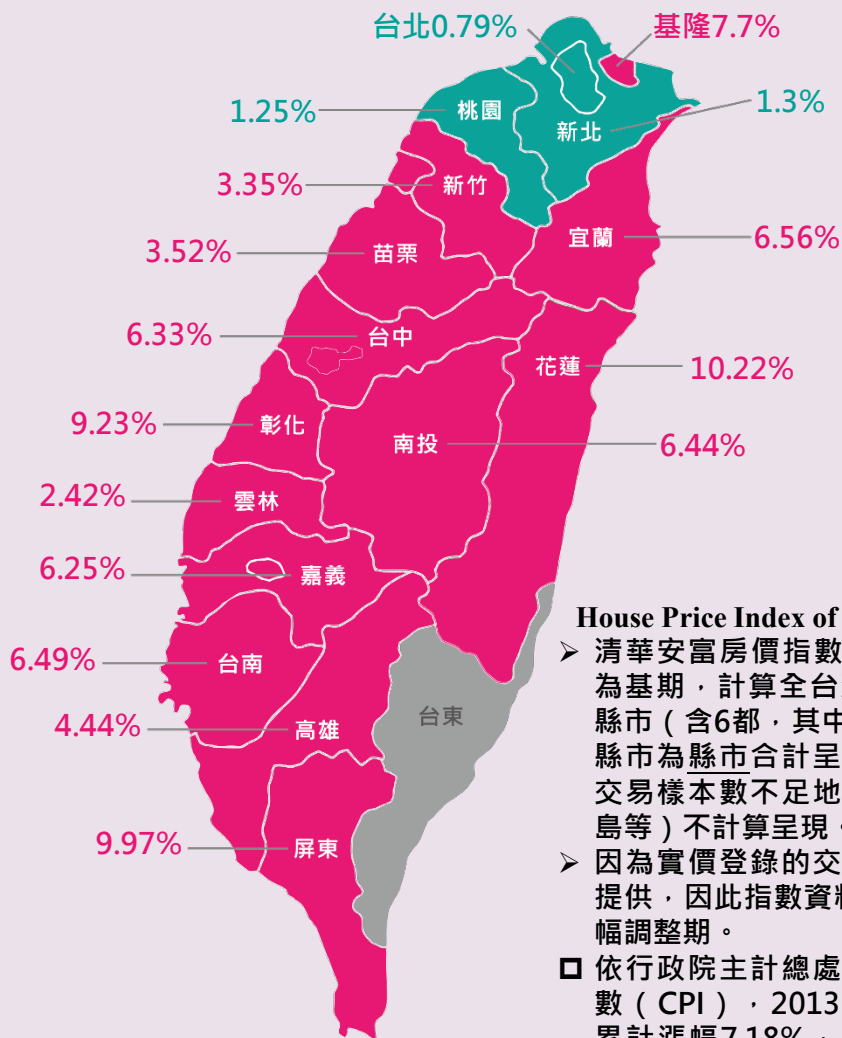 台北0.79%
基隆7.7%
1.25%
桃園
1.3%
新北
3.35%
新竹
宜蘭
6.56%
3.52%
苗栗
6.33%
台中
花蓮
10.22%
9.23%
彰化
南投
6.44%
2.42%
雲林
6.25%
嘉義
House Price Index of
➢ 清華安富房價指數
為基期，計算全台
6.49%
台南
縣市（含6都，其中
4.44%
高雄
台東
縣市為縣市合計呈
交易樣本數不足地
島等）不計算呈現
9.97%
屏東
➢ 因為實價登錄的交
提供，因此指數資料
幅調整期。
依行政院主計總處
數（CPI），2013
累計漲幅7.18%，